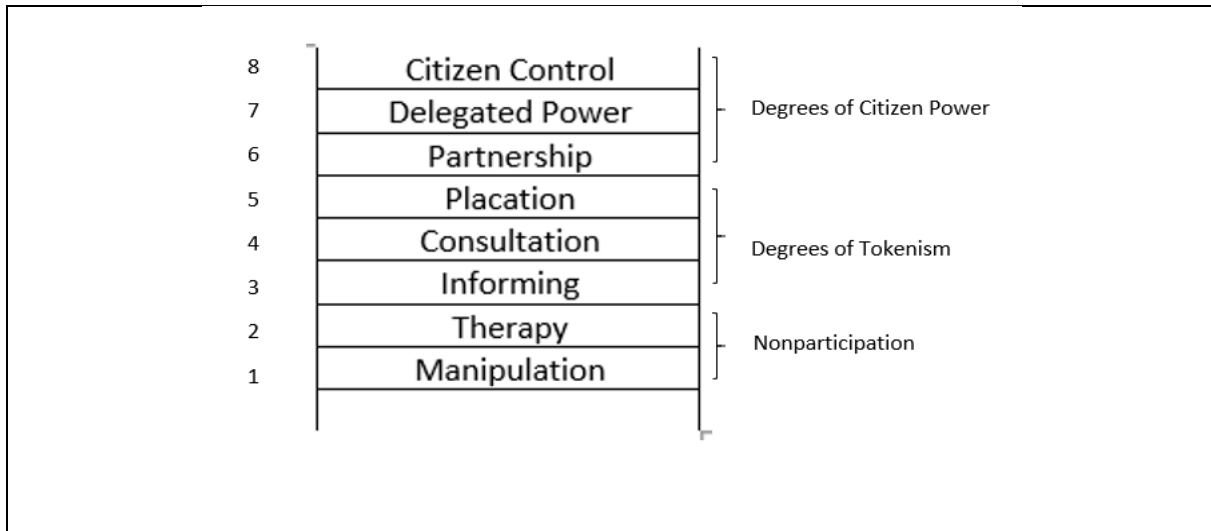 8 Citizen Control
7 Delegated Power Degrees of Citizen Power
6 Partnership
5 Placation
4 Consultation Degrees of Tokenism
3 Informing
2 Therapy Nonparticipation
1 Manipulation